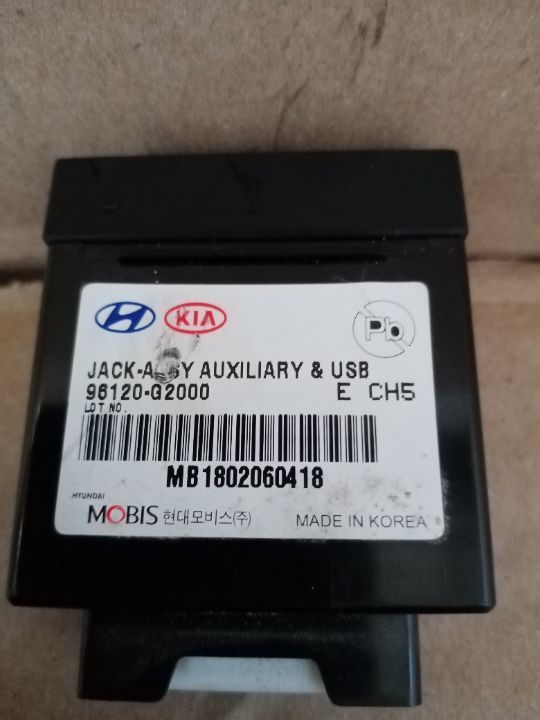 KIA
Pb
JACK-ASSY AUXILIARY & USB
96120-G2000 E CH5
LOT NO.
MB1802060418
HYUNDAI
MOBIS 현대모비스(주) MADE IN KOREA